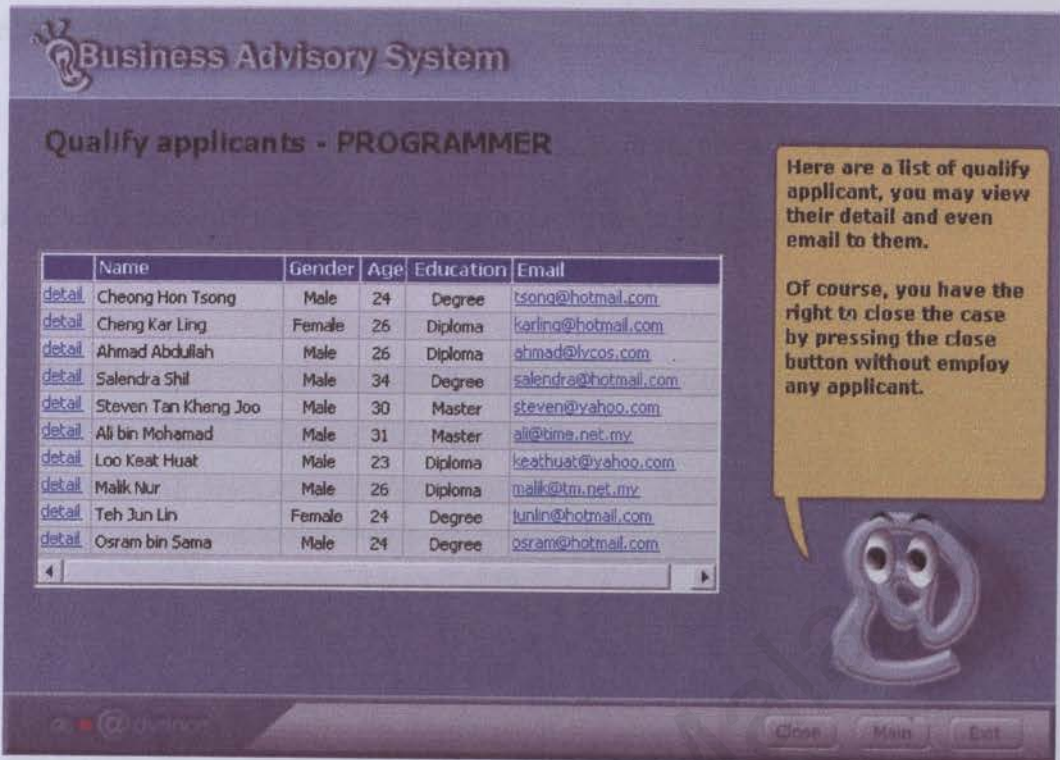 Business Advisory System
Qualify applicants - PROGRAMMER
Here are a list of qualify
applicant, you may view
their detail and even
email to them.
Of course, you have the
right to close the case
by pressing the close
button without employ
any applicant.
Name Gender Age Education Email
detail Cheong Hon Tsong Male 24 Degree tsong@hotmail.com
detail Cheng Kar Ling Female 26 Diploma karling@hotmail.com
detail Ahmad Abdullah Male 26 Diploma ahmad@lycos.com
detail Salendra Shil Male 34 Degree salendra@hotmail.com
detail Steven Tan Kheng Joo Male 30 Master steven@yahoo.com
detail Ali bin Mohamad Male 31 Master ali@time.net.my
detail Loo Keat Huat Male 23 Diploma keathuat@yahoo.com
detail Malik Nur Male 26 Diploma malik@tm.net.my
detail Teh Jun Lin Female 24 Degree junlin@hotmail.com
detail Osram bin Sama Male 24 Degree osram@hotmail.com
Close Main Exit